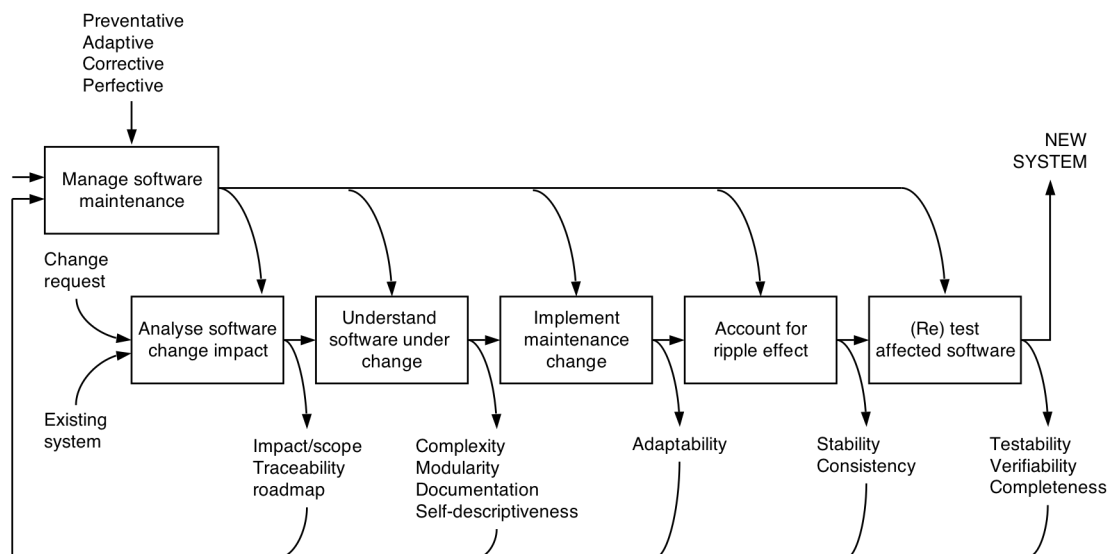 Preventative
Adaptive
Corrective
Perfective
NEW
SYSTEM
Manage software
maintenance
Change
request
Analyse software
change impact
Understand
software under
change
Implement
maintenance
change
Account for
ripple effect
(Re) test
affected software
Existing
system
Impact/scope
Traceability
roadmap
Complexity
Modularity
Documentation
Self-descriptiveness
Adaptability
Stability
Consistency
Testability
Verifiability
Completeness